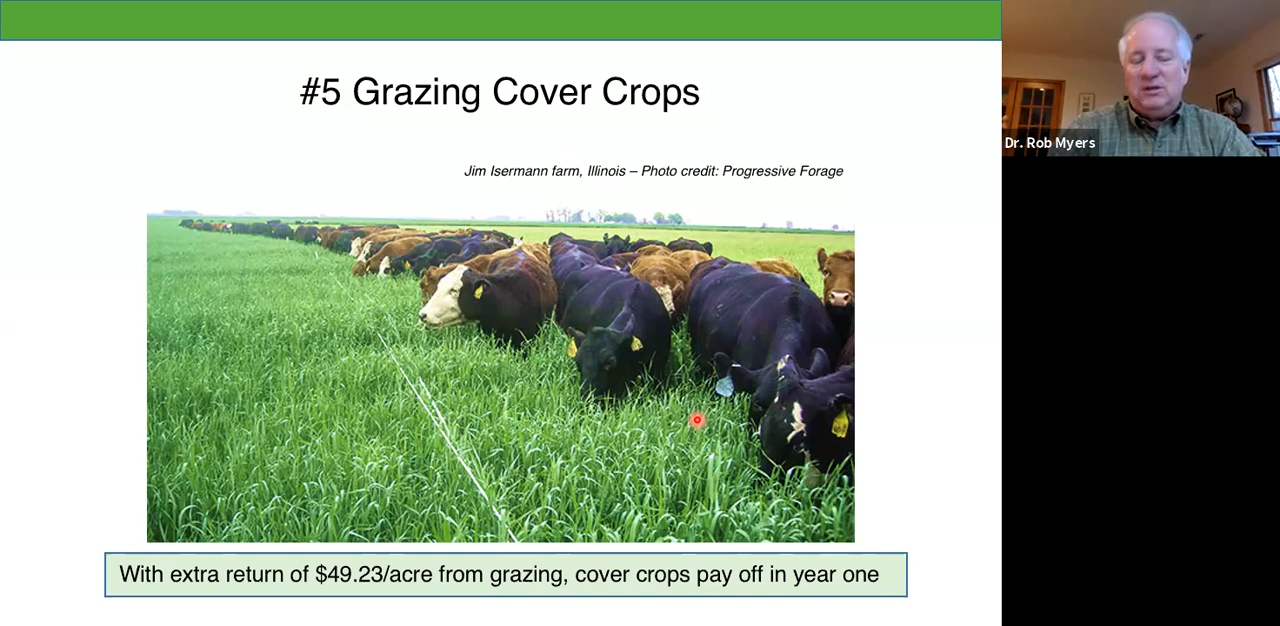 #5 Grazing Cover Crops
Jim Isermann farm, Illinois – Photo credit: Progressive Forage
With extra return of $49.23/acre from grazing, cover crops pay off in year one
Dr. Rob Myers